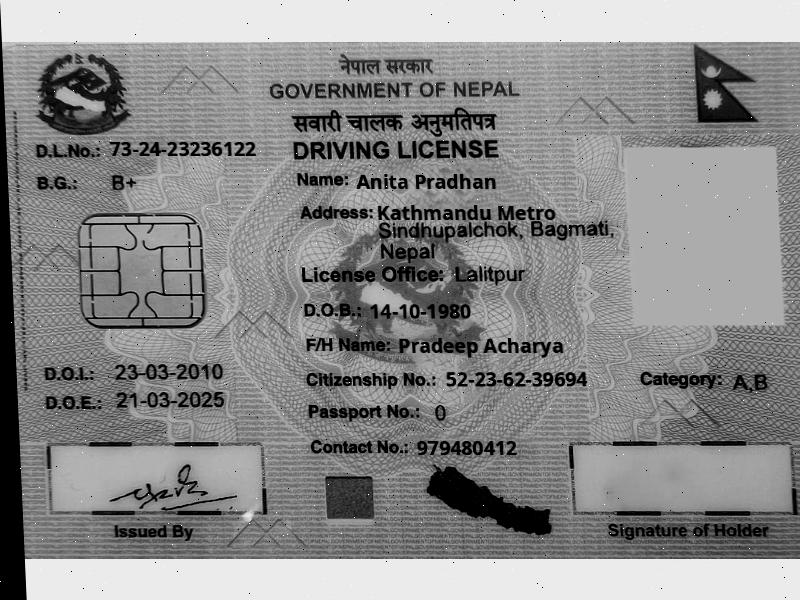 नेपाल सरकार
GOVERNMENT OF NEPAL
सवारी चालक अनुमतिपत्र
DRIVING LICENSE
D.L.No.: 73-24-23236122
B.G.: B+
Name: Anita Pradhan
Address: Kathmandu Metro
Sindhupalchok, Bagmati,
Nepal
License Office: Lalitpur
D.O.B.: 14-10-1980
F/H Name: Pradeep Acharya
D.O.I.: 23-03-2010
Citizenship No.: 52-23-62-39694
Category: A,B
D.O.E.: 21-03-2025
Passport No.: 0
Contact No.: 979480412
Issued By
Signature of Holder